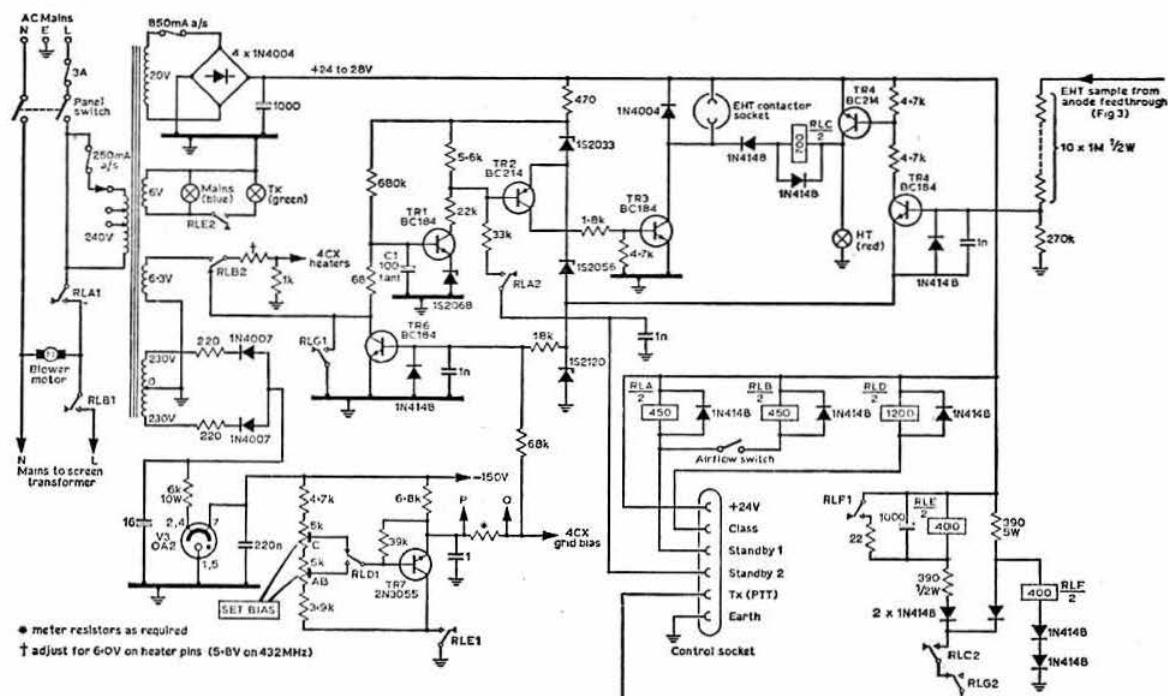 AC Mains
N E L
3A
Panel
switch
250mA
a/s
240V
850mA a/s
20V
4 x 1N4004
1000
+24 to 28V
6V
Mains
(blue)
Tx
(green)
RLE2
6·3V
RLB2
†
1k
4CX
heaters
RLA1
Blower
motor
RLB1
N
L
Mains to screen
transformer
230V
0
230V
220
1N4007
220
1N4007
680k
68
5·6k
TR1
BC184
22k
C1
100
tant
1S2068
TR2
BC214
33k
RLA2
470
1S2033
1S2056
1S2120
1·8k
4·7k
TR3
BC184
1N4004
EHT contactor
socket
1N4148
700
RLC
2
1N4148
TR4
4·7k
4·7k
TR4
BC184
HT
(red)
1N4148
1n
270k
EHT sample from
anode feedthrough
(Fig 3)
10 x 1M ½W
RLG1
TR6
BC184
1N4148
1n
18k
1n
68k
RLA
2
450
1N4148
RLB
2
450
1N4148
RLD
2
1200
1N4148
Airflow switch
+24V
Class
Standby 1
Standby 2
Tx (PTT)
Earth
Control socket
RLF1
22
1000
RLE
2
400
390
5W
390
½W
2 x 1N4148
RLF
2
400
1N4148
1N4148
RLC2
RLG2
16
6k
10W
2,4
7
V3
OA2
1,5
220n
-150V
4·7k
5k
C
5k
AB
3·9k
SET BIAS
RLD1
39k
6·8k
TR7
2N3055
P
*
Q
1
4CX
grid bias
RLE1
* meter resistors as required
† adjust for 6·0V on heater pins (5·8V on 432MHz)